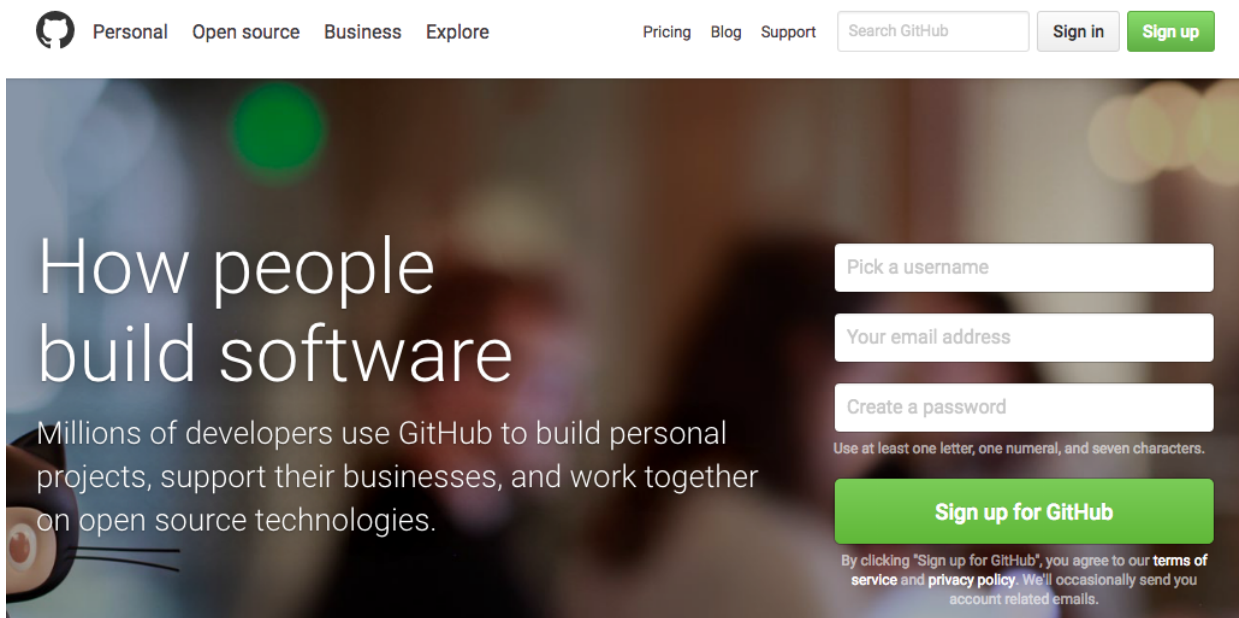 Personal Open source Business Explore Pricing Blog Support Search GitHub Sign in Sign up
How people
build software
Millions of developers use GitHub to build personal
projects, support their businesses, and work together
on open source technologies.
Pick a username
Your email address
Create a password
Use at least one letter, one numeral, and seven characters.
Sign up for GitHub
By clicking "Sign up for GitHub", you agree to our terms of
service and privacy policy. We'll occasionally send you
account related emails.